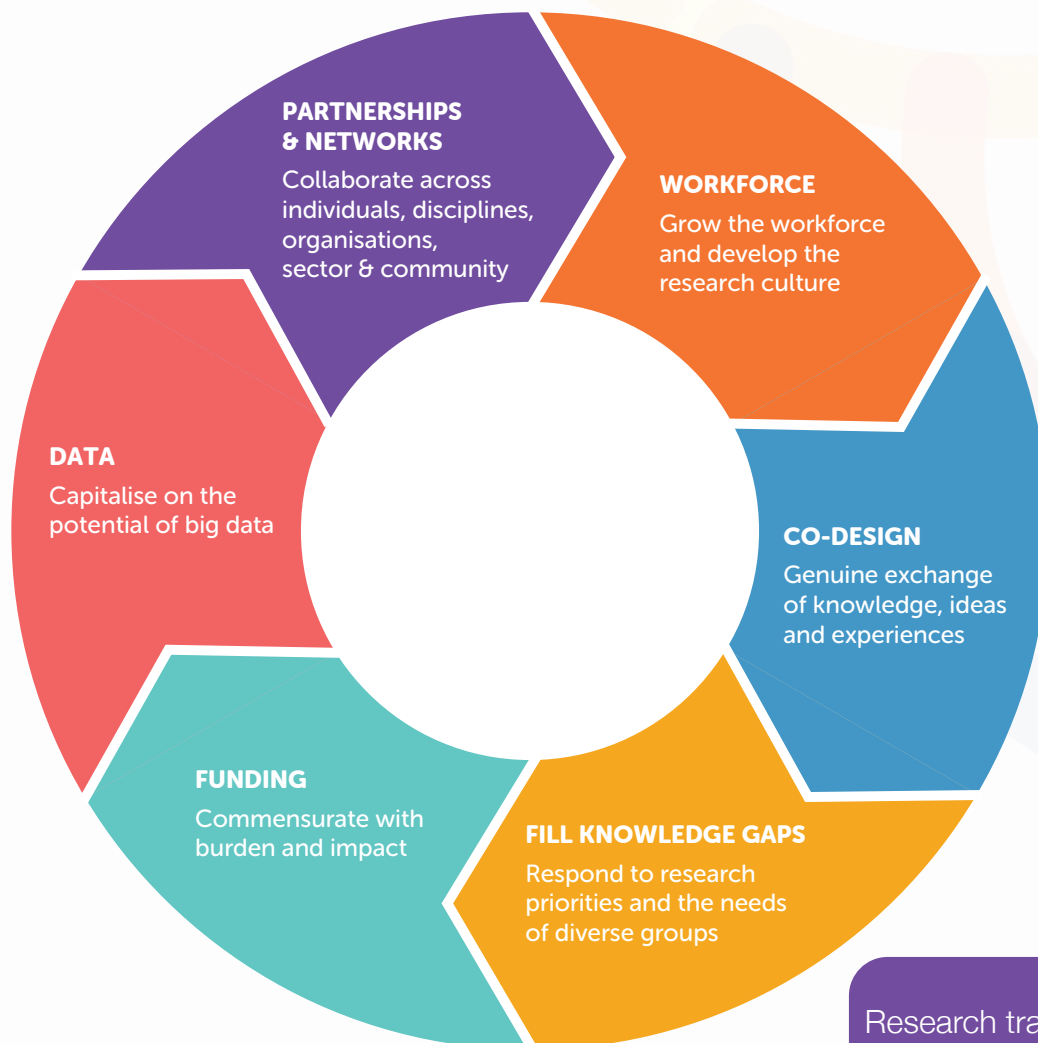 PARTNERSHIPS
& NETWORKS
Collaborate across
individuals, disciplines,
organisations,
sector & community
WORKFORCE
Grow the workforce
and develop the
research culture
CO-DESIGN
Genuine exchange
of knowledge, ideas
and experiences
FILL KNOWLEDGE GAPS
Respond to research
priorities and the needs
of diverse groups
FUNDING
Commensurate with
burden and impact
DATA
Capitalise on the
potential of big data
Research